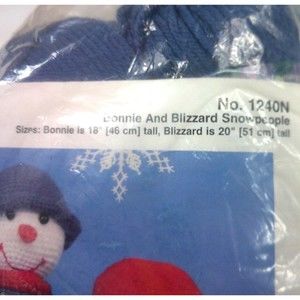 No. 1240N
Bonnie And Blizzard Snowpeople
Sizes: Bonnie is 18" [46 cm] tall, Blizzard is 20" [51 cm] tall